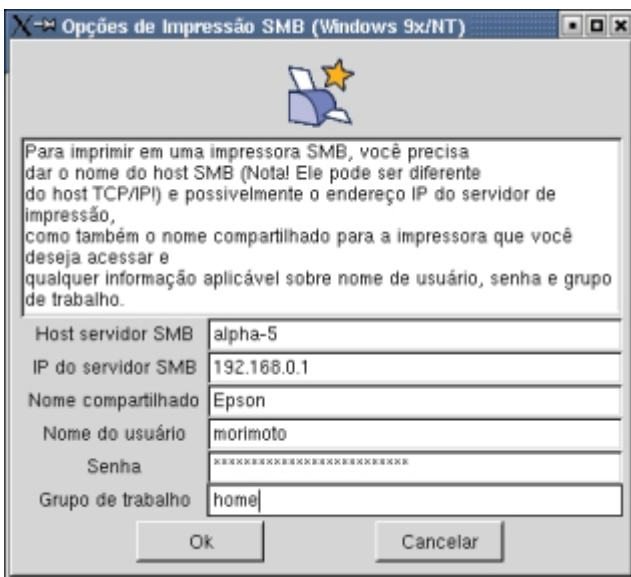 Opções de Impressão SMB (Windows 9x/NT)
Para imprimir em uma impressora SMB, você precisa
dar o nome do host SMB (Nota! Ele pode ser diferente
do host TCP/IP!) e possivelmente o endereço IP do servidor de
impressão,
como também o nome compartilhado para a impressora que você
deseja acessar e
qualquer informação aplicável sobre nome de usuário, senha e grupo
de trabalho.
Host servidor SMB alpha-5
IP do servidor SMB 192.168.0.1
Nome compartilhado Epson
Nome do usuário morimoto
Senha **************************
Grupo de trabalho home
Ok Cancelar